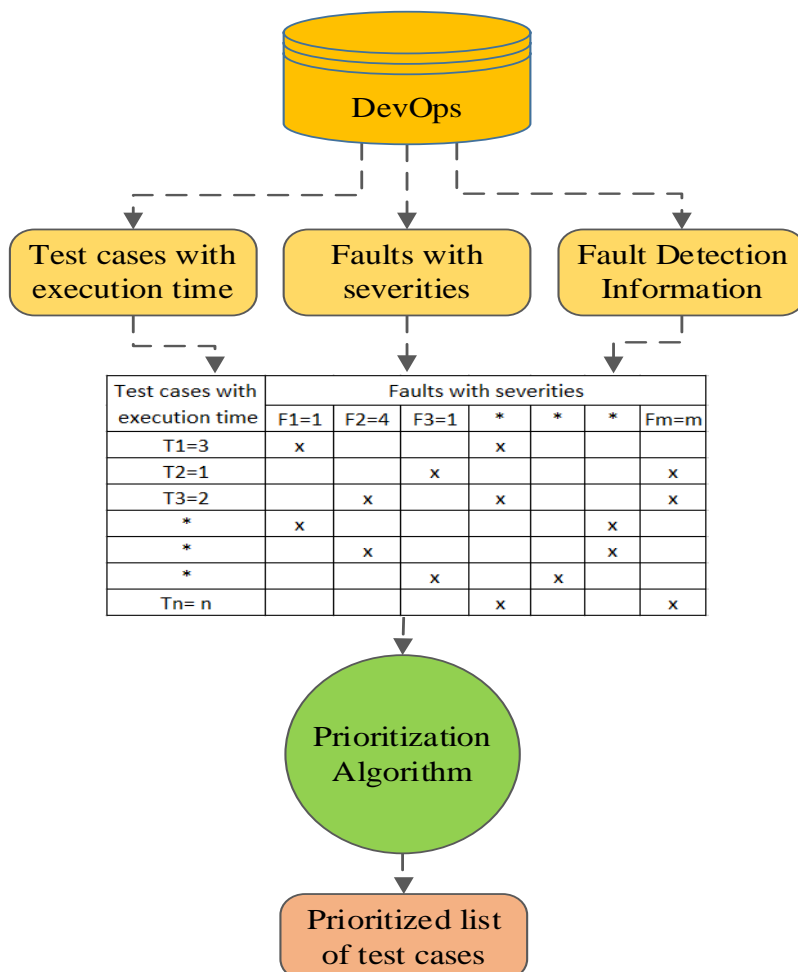 DevOps
Test cases with
execution time
Faults with
severities
Fault Detection
Information
Test cases with
execution time
Faults with severities
F1=1 F2=4 F3=1 * * * Fm=m
T1=3 x x
T2=1 x x
T3=2 x x x
* x x
* x x
* x x
Tn= n x x
Prioritization
Algorithm
Prioritized list
of test cases